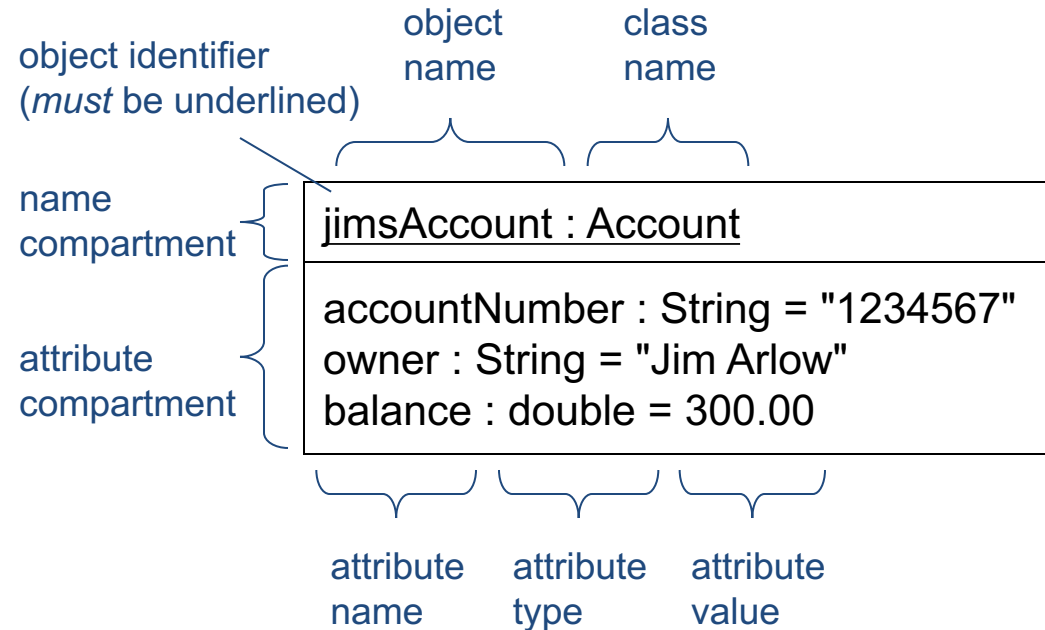 object
name
class
name
object identifier
(must be underlined)
name
compartment
jimsAccount : Account
attribute
compartment
accountNumber : String = "1234567"
owner : String = "Jim Arlow"
balance : double = 300.00
attribute
name
attribute
type
attribute
value